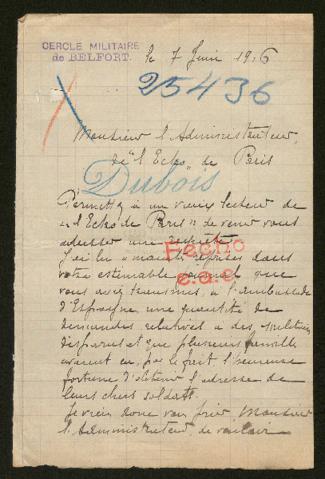 CERCLE MILITAIRE
de BELFORT.
le 7 Juin 1916
25436
Monsieur l'Administrateur
de "l'Echo" de Paris
Dubois
Permettez à un vieux lecteur de
"l'Echo de Paris" de venir vous
adresser une requête
J'ai lu à maintes reprises dans
votre estimable journal que
vous aviez transmis, à l'ambassade
d'Espagne, une quantité de
demandes relatives à des militaires
disparus et que plusieurs familles
avaient eu, par le fait, l'heureuse
fortune d'obtenir l'adresse de
leurs chers soldats.
Je viens donc vous prier, Monsieur
l'Administrateur, de vouloir
Hecho
c.a.e.